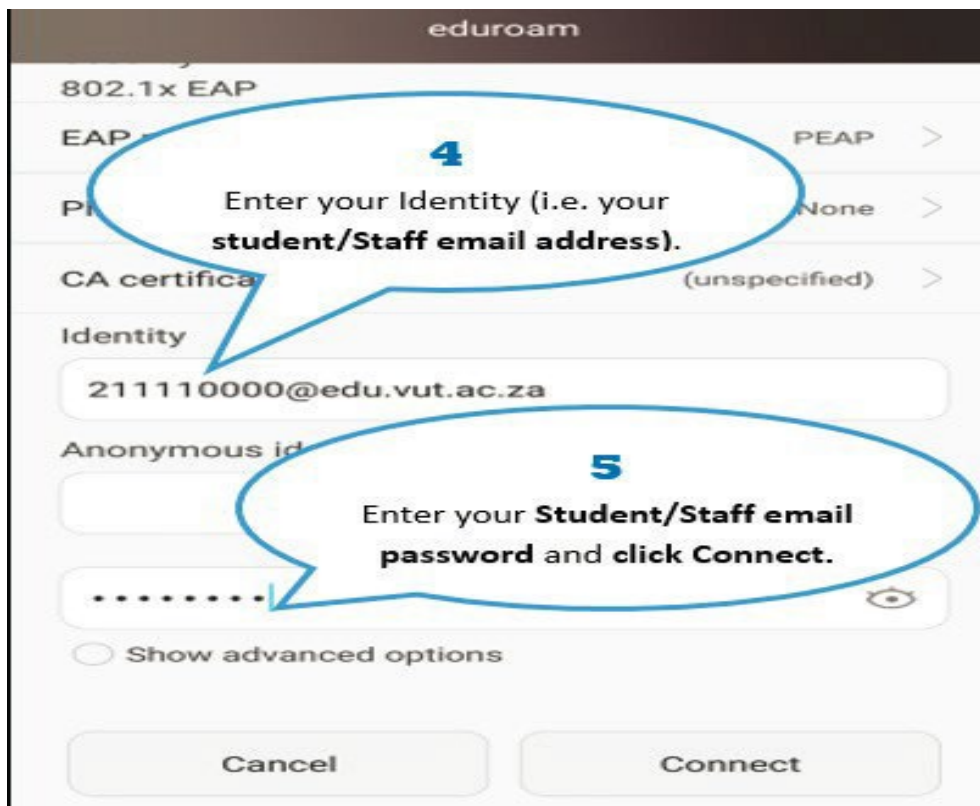 eduroam
802.1x EAP
EAP
PEAP
4
Enter your Identity (i.e. your
student/Staff email address).
None
CA certifica
(unspecified)
Identity
211110000@edu.vut.ac.za
Anonymous id
5
Enter your Student/Staff email
password and click Connect.
••••••••
Show advanced options
Cancel
Connect